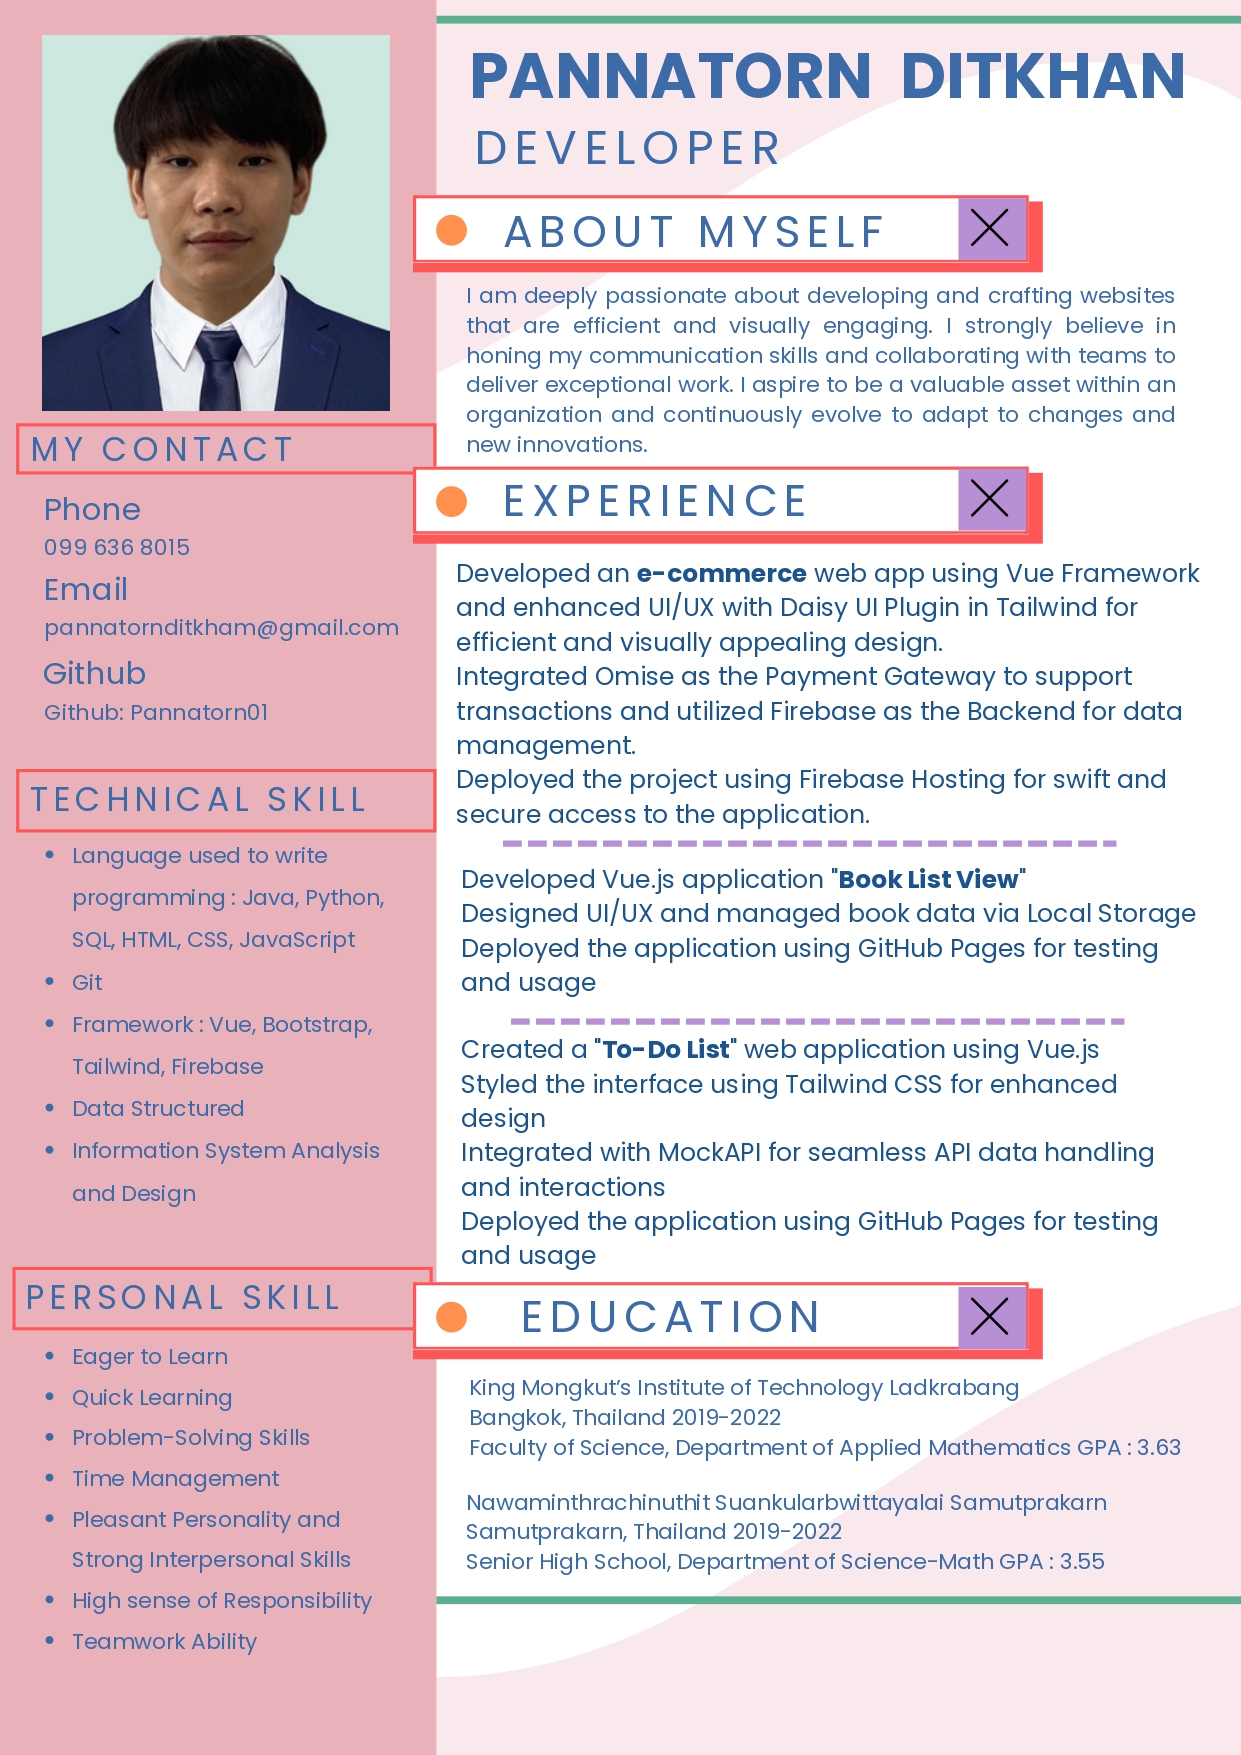 PANNATORN DITKHAN
DEVELOPER
MY CONTACT
Phone
099 636 8015
Email
pannatornditkham@gmail.com
Github
Github: Pannatorn01
TECHNICAL SKILL
• Language used to write
programming : Java, Python,
SQL, HTML, CSS, JavaScript
• Git
• Framework : Vue, Bootstrap,
Tailwind, Firebase
• Data Structured
• Information System Analysis
and Design
PERSONAL SKILL
• Eager to Learn
• Quick Learning
• Problem-Solving Skills
• Time Management
• Pleasant Personality and
Strong Interpersonal Skills
• High sense of Responsibility
• Teamwork Ability
ABOUT MYSELF
I am deeply passionate about developing and crafting websites
that are efficient and visually engaging. I strongly believe in
honing my communication skills and collaborating with teams to
deliver exceptional work. I aspire to be a valuable asset within an
organization and continuously evolve to adapt to changes and
new innovations.
EXPERIENCE
Developed an e-commerce web app using Vue Framework
and enhanced UI/UX with Daisy UI Plugin in Tailwind for
efficient and visually appealing design.
Integrated Omise as the Payment Gateway to support
transactions and utilized Firebase as the Backend for data
management.
Deployed the project using Firebase Hosting for swift and
secure access to the application.
Developed Vue.js application "Book List View"
Designed UI/UX and managed book data via Local Storage
Deployed the application using GitHub Pages for testing
and usage
Created a "To-Do List" web application using Vue.js
Styled the interface using Tailwind CSS for enhanced
design
Integrated with MockAPI for seamless API data handling
and interactions
Deployed the application using GitHub Pages for testing
and usage
EDUCATION
King Mongkut’s Institute of Technology Ladkrabang
Bangkok, Thailand 2019-2022
Faculty of Science, Department of Applied Mathematics GPA : 3.63
Nawaminthrachinuthit Suankularbwittayalai Samutprakarn
Samutprakarn, Thailand 2019-2022
Senior High School, Department of Science-Math GPA : 3.55